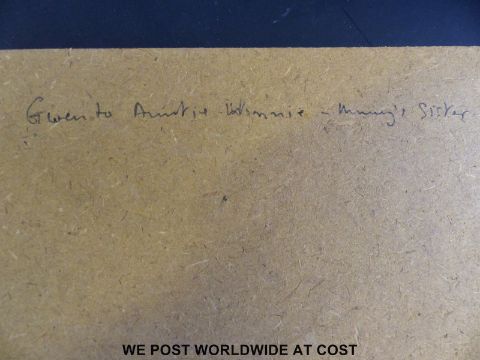 Given to Auntie Winnie - Mummy's Sister
WE POST WORLDWIDE AT COST